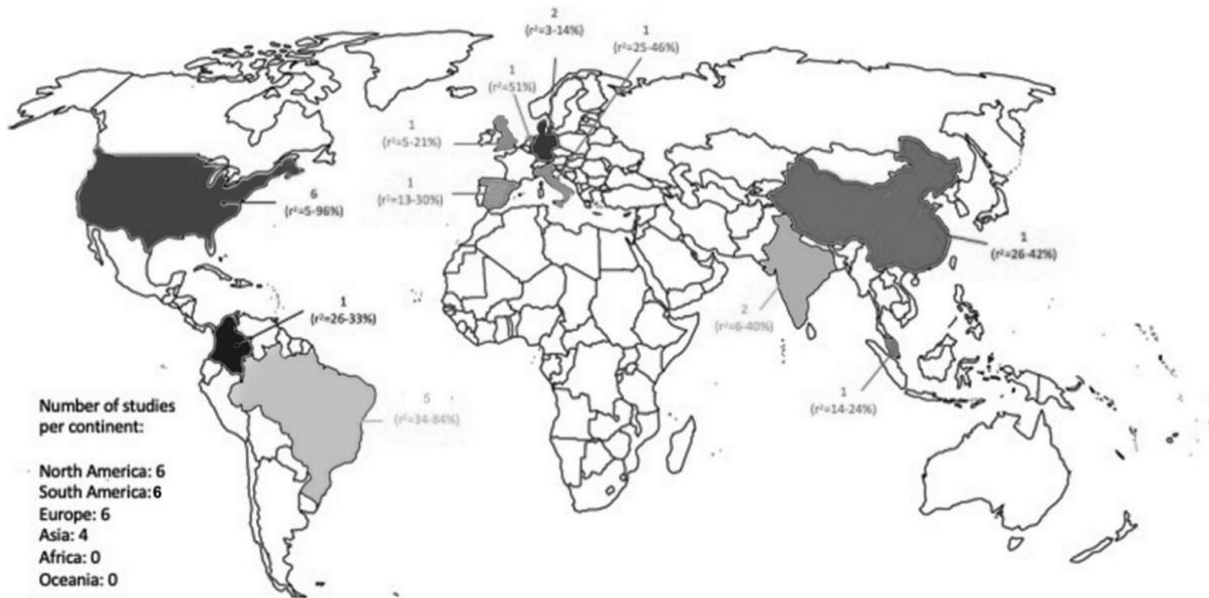 2
(r²=3-14%)
1
(r²=25-46%)
1
(r²=51%)
1
(r²=5-21%)
1
(r²=13-30%)
6
(r²=5-96%)
1
(r²=26-42%)
2
(r²=6-40%)
1
(r²=26-33%)
5
(r²=34-84%)
1
(r²=14-24%)
Number of studies
per continent:
North America: 6
South America: 6
Europe: 6
Asia: 4
Africa: 0
Oceania: 0